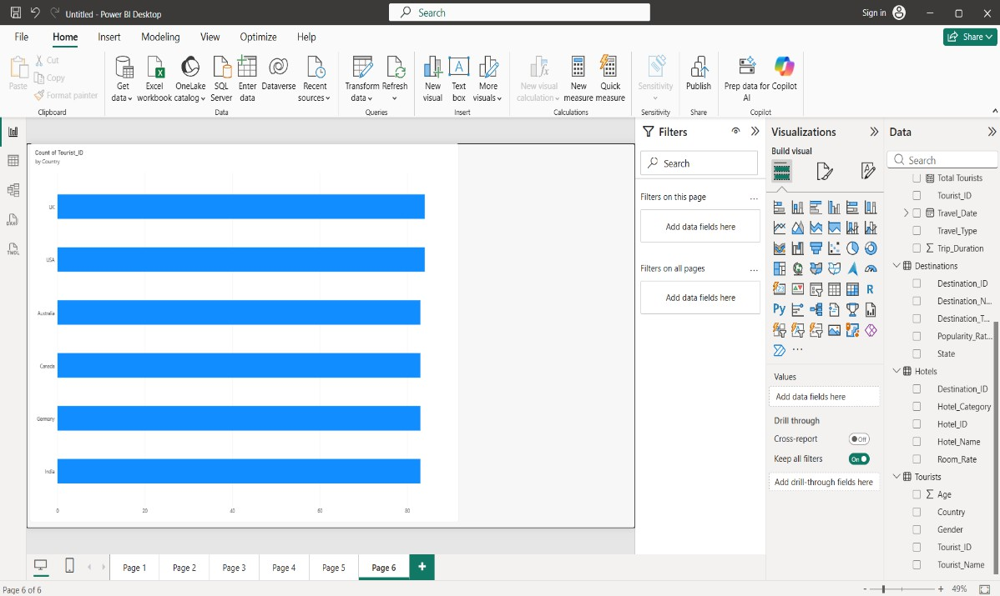 Untitled - Power BI Desktop
Search
Sign in
File Home Insert Modeling View Optimize Help
Share
Paste
Cut
Copy
Format painter
Clipboard
Get data
Excel workbook
OneLake catalog
SQL Server
Enter data
Dataverse
Recent sources
Data
Transform data
Refresh
Queries
New visual
Text box
More visuals
Insert
New visual calculation
New measure
Quick measure
Calculations
Sensitivity
Sensitivity
Publish
Share
Prep data for AI
Copilot
Copilot
Count of Tourist_ID
by Country
UK
USA
Australia
Canada
Germany
India
0 20 40 60 80
Filters
Search
Filters on this page
...
Add data fields here
Filters on all pages
...
Add data fields here
Visualizations
Build visual
123
R
Py
...
Values
Add data fields here
Drill through
Cross-report
Off
Keep all filters
On
Add drill-through fields here
Data
Search
Total Tourists
Tourist_ID
Travel_Date
Travel_Type
Σ Trip_Duration
Destinations
Destination_ID
Destination_N...
Destination_T...
Popularity_Rat...
State
Hotels
Destination_ID
Hotel_Category
Hotel_ID
Hotel_Name
Room_Rate
Tourists
Σ Age
Country
Gender
Tourist_ID
Tourist_Name
DAX
TMDL
Page 1 Page 2 Page 3 Page 4 Page 5 Page 6 +
Page 6 of 6
- + 49%